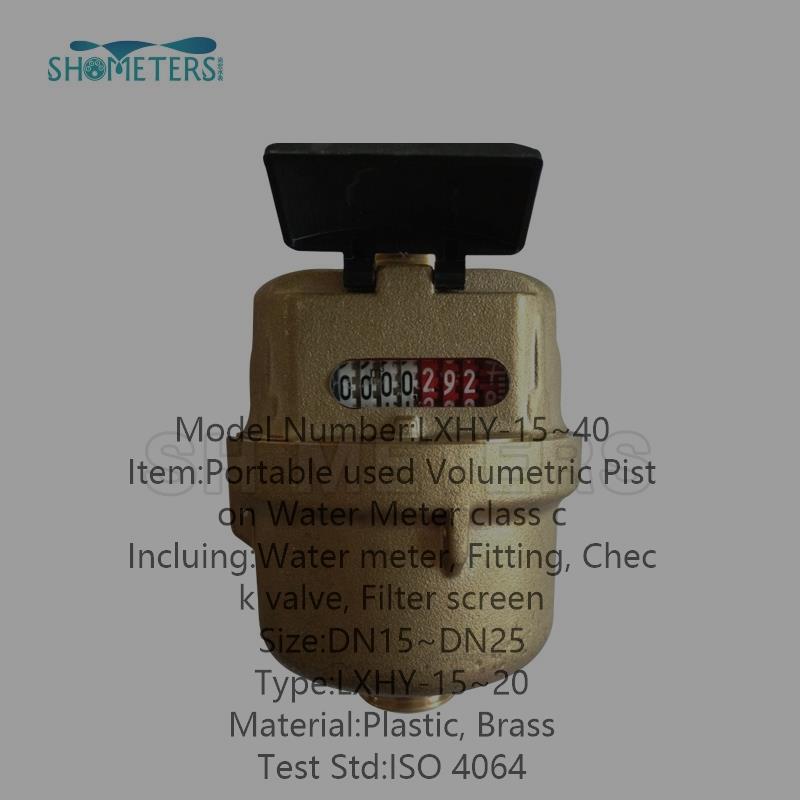 SHOMETERS
0000292
Model Number:LXHY-15~40
Item:Portable used Volumetric Pist
on Water Meter class c
Incluing:Water meter, Fitting, Chec
k valve, Filter screen
Size:DN15~DN25
Type:LXHY-15~20
Material:Plastic, Brass
Test Std:ISO 4064